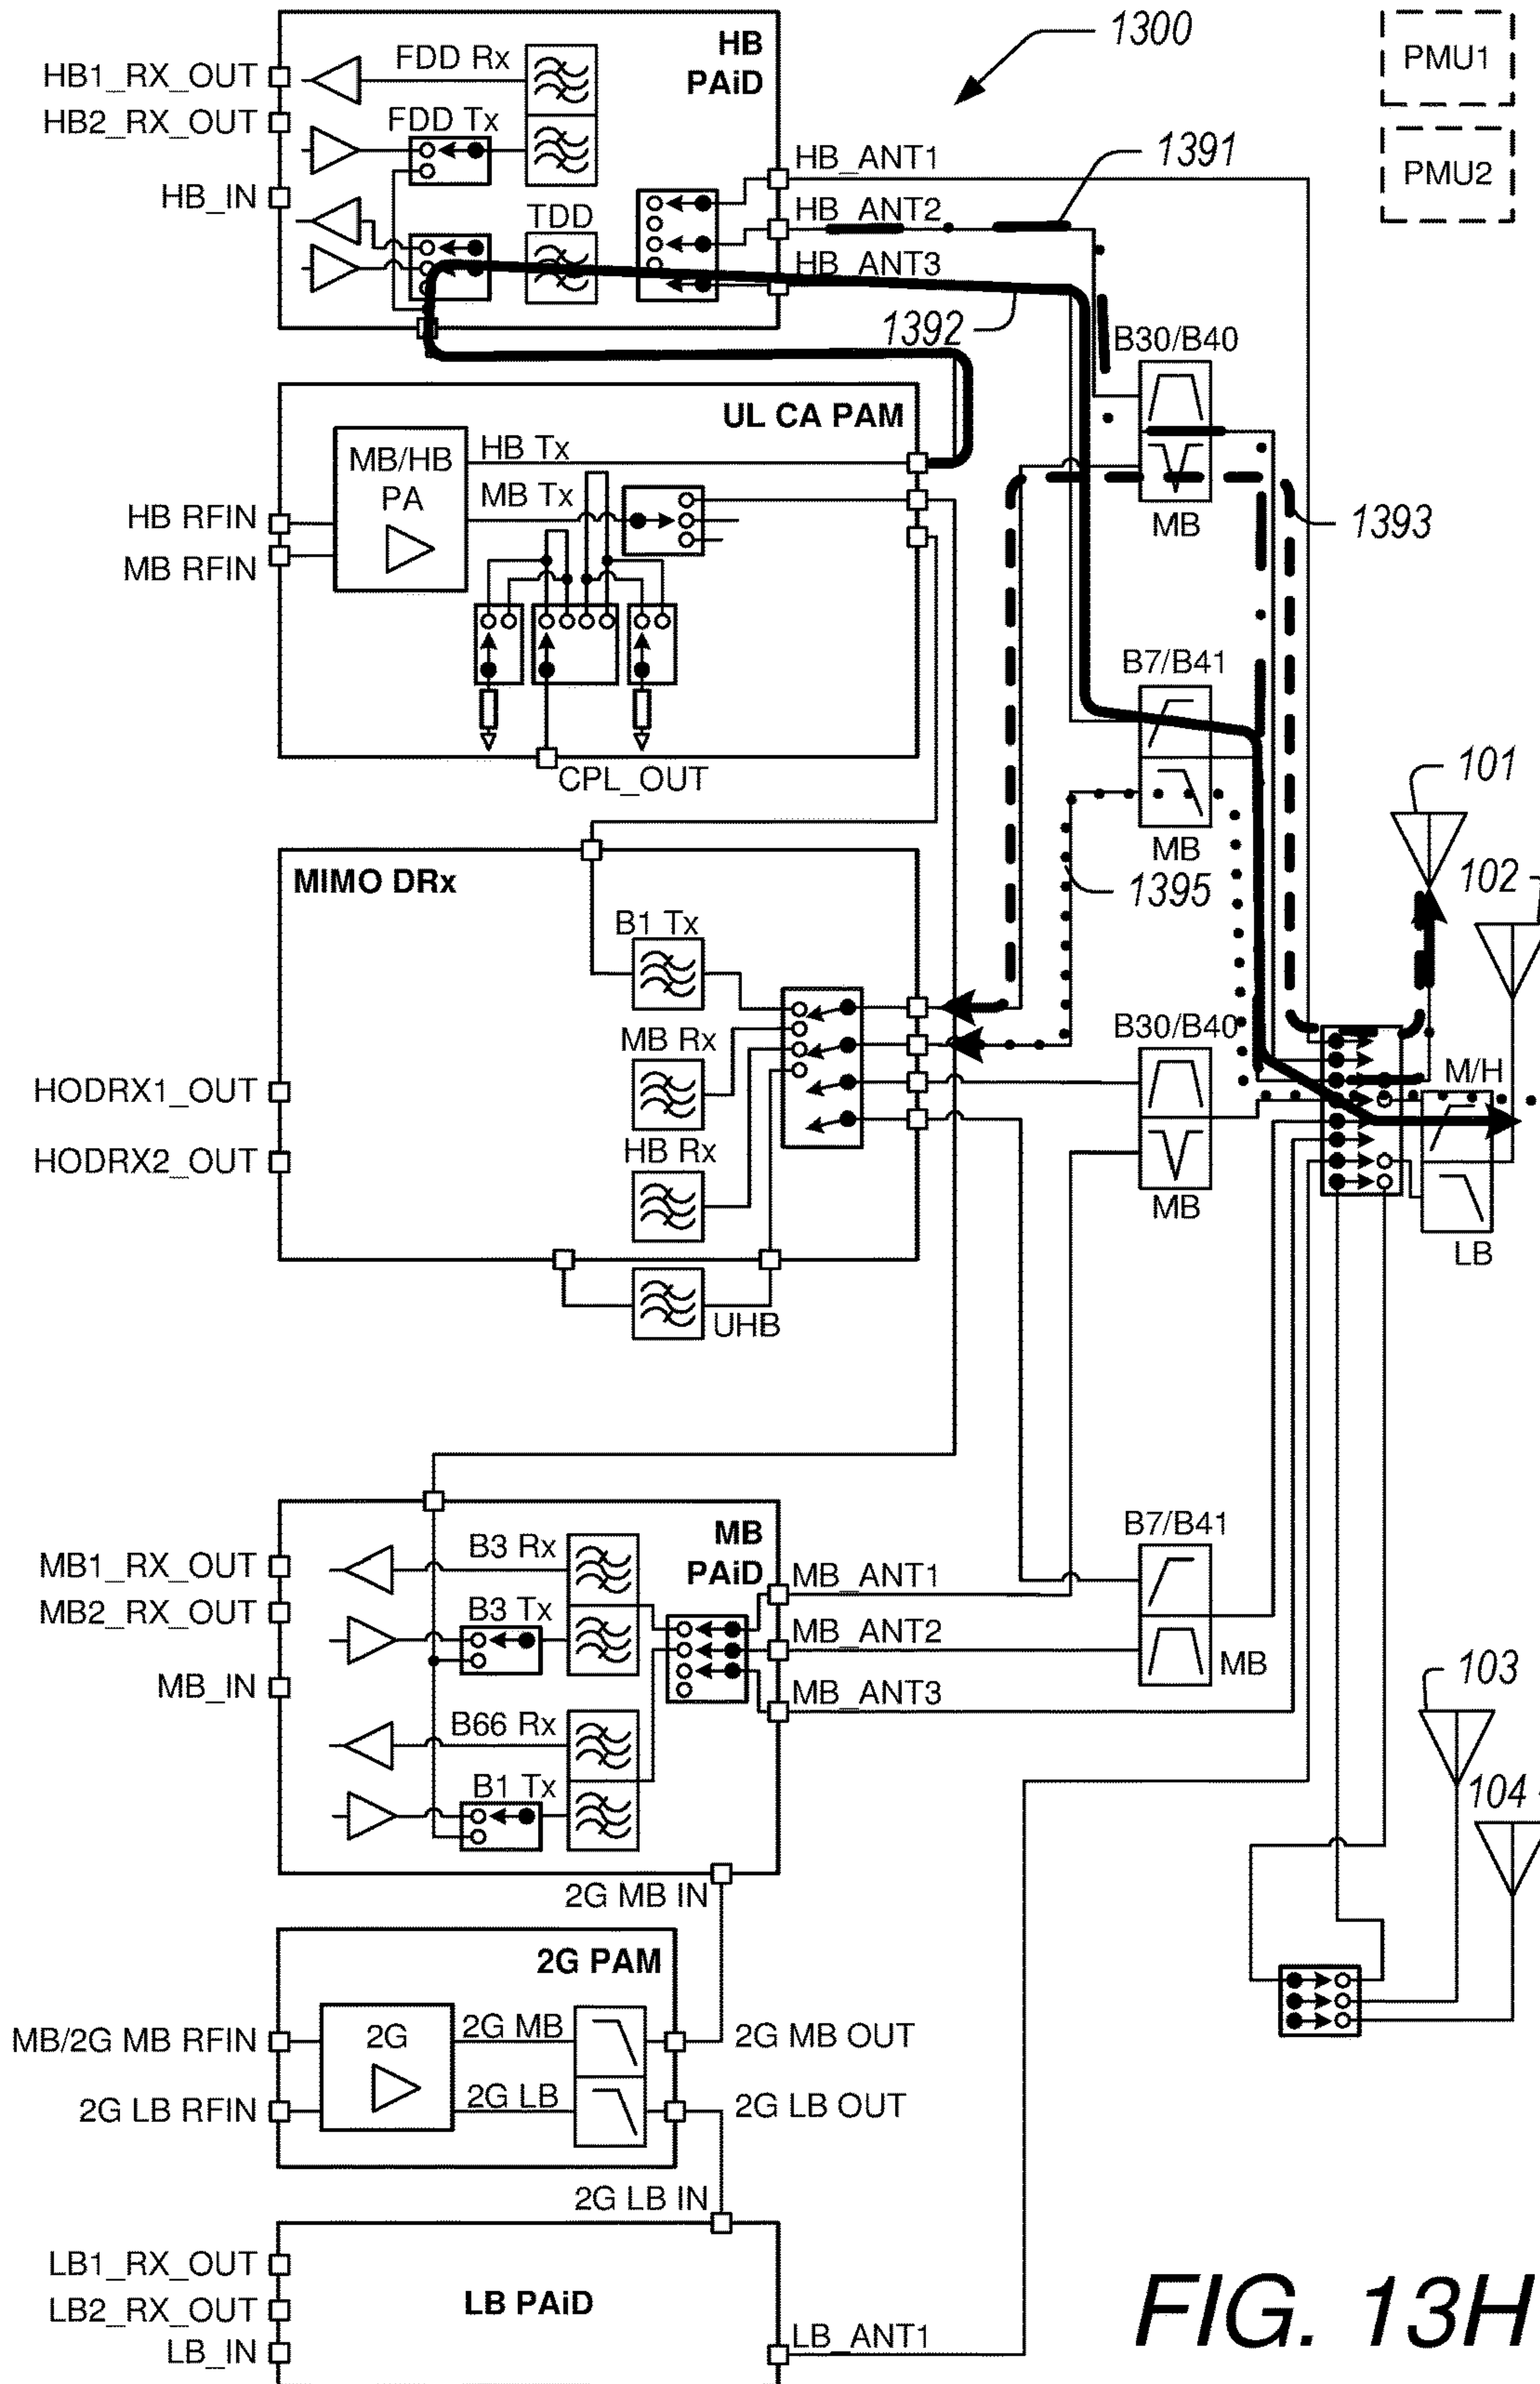 1300
HB
PAiD
FDD Rx
FDD Tx
TDD
HB1_RX_OUT
HB2_RX_OUT
HB_IN
HB_ANT1
HB_ANT2
HB_ANT3
1391
1392
PMU1
PMU2
B30/B40
MB
1393
UL CA PAM
MB/HB
PA
HB Tx
MB Tx
HB RFIN
MB RFIN
CPL_OUT
B7/B41
MB
1395
101
102
MIMO DRx
B1 Tx
MB Rx
HB Rx
HODRX1_OUT
HODRX2_OUT
UHB
B30/B40
MB
M/H
LB
MB
PAiD
B3 Rx
B3 Tx
B66 Rx
B1 Tx
MB1_RX_OUT
MB2_RX_OUT
MB_IN
MB_ANT1
MB_ANT2
MB_ANT3
B7/B41
MB
103
104
2G MB IN
2G PAM
2G
2G MB
2G LB
MB/2G MB RFIN
2G LB RFIN
2G MB OUT
2G LB OUT
2G LB IN
LB1_RX_OUT
LB2_RX_OUT
LB_IN
LB PAiD
LB_ANT1
FIG. 13H